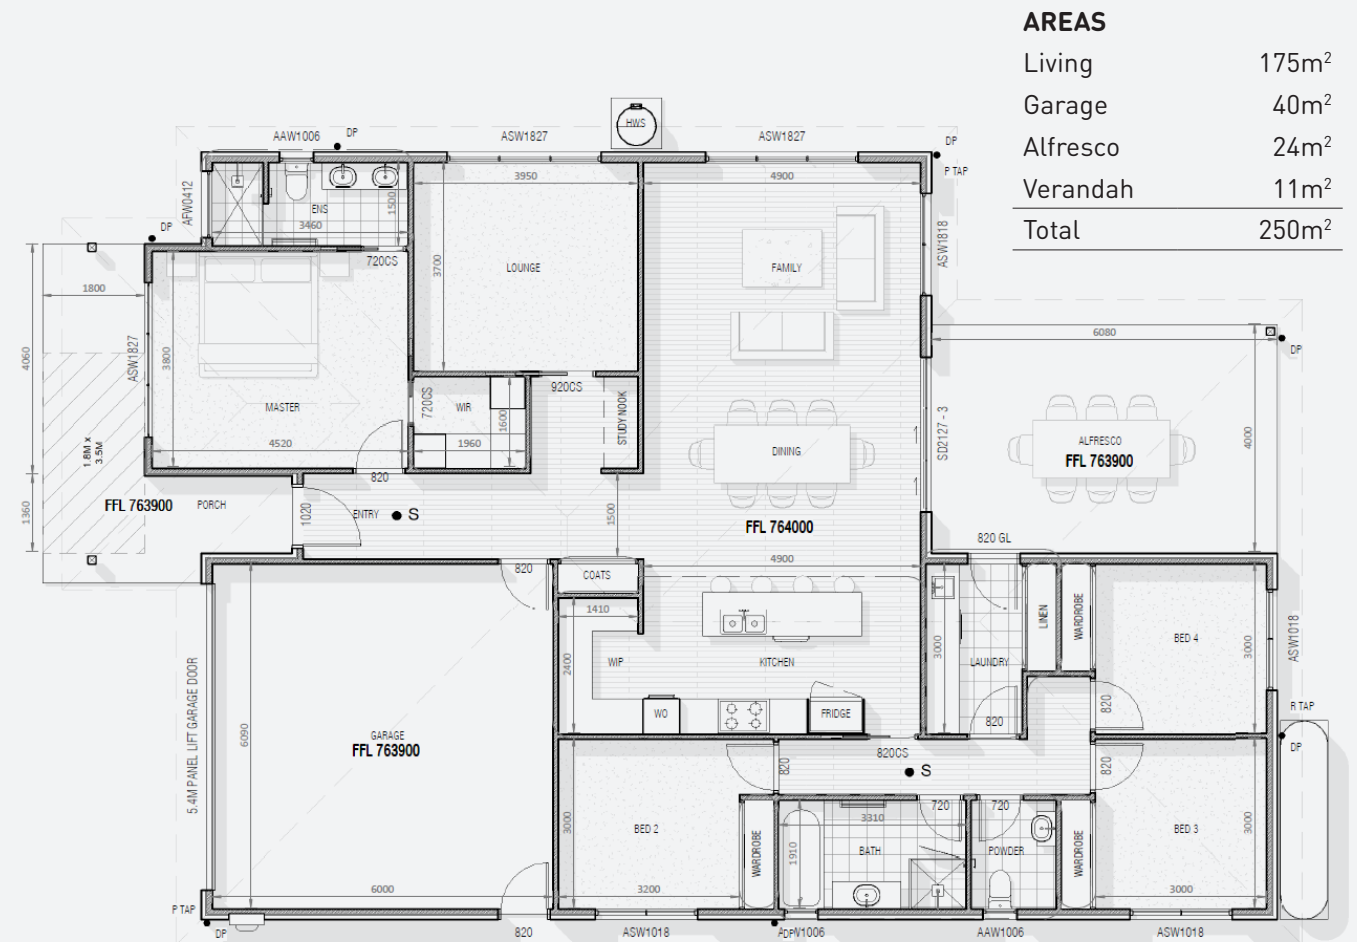 AREAS
Living 175m²
Garage 40m²
Alfresco 24m²
Verandah 11m²
Total 250m²
HWS
AAW1006
DP
ASW1827
ASW1827
DP
P TAP
AFW0412
ENS
1500
3460
3950
4900
DP
720CS
3700
LOUNGE
FAMILY
ASW1818
1800
4060
ASW1827
3800
6080
DP
MASTER
4520
720CS
WIR
1600
1960
920CS
STUDY NOOK
DINING
SD2127 - 3
4000
ALFRESCO
FFL 763900
1.8M x
3.5M
820
FFL 763900
PORCH
1360
1020
ENTRY
S
1500
FFL 764000
820 GL
820
COATS
4900
1410
2400
WIP
WO
KITCHEN
FRIDGE
3000
LAUNDRY
820
LINEN
WARDROBE
BED 4
3000
ASW1018
5.4M PANEL LIFT GARAGE DOOR
6090
GARAGE
FFL 763900
820CS
S
820
820
820
R TAP
DP
3000
BED 2
WARDROBE
3200
720
3310
1910
BATH
720
POWDER
WARDROBE
BED 3
3000
3000
6000
P TAP
DP
820
ASW1018
DP
W1006
AAW1006
ASW1018